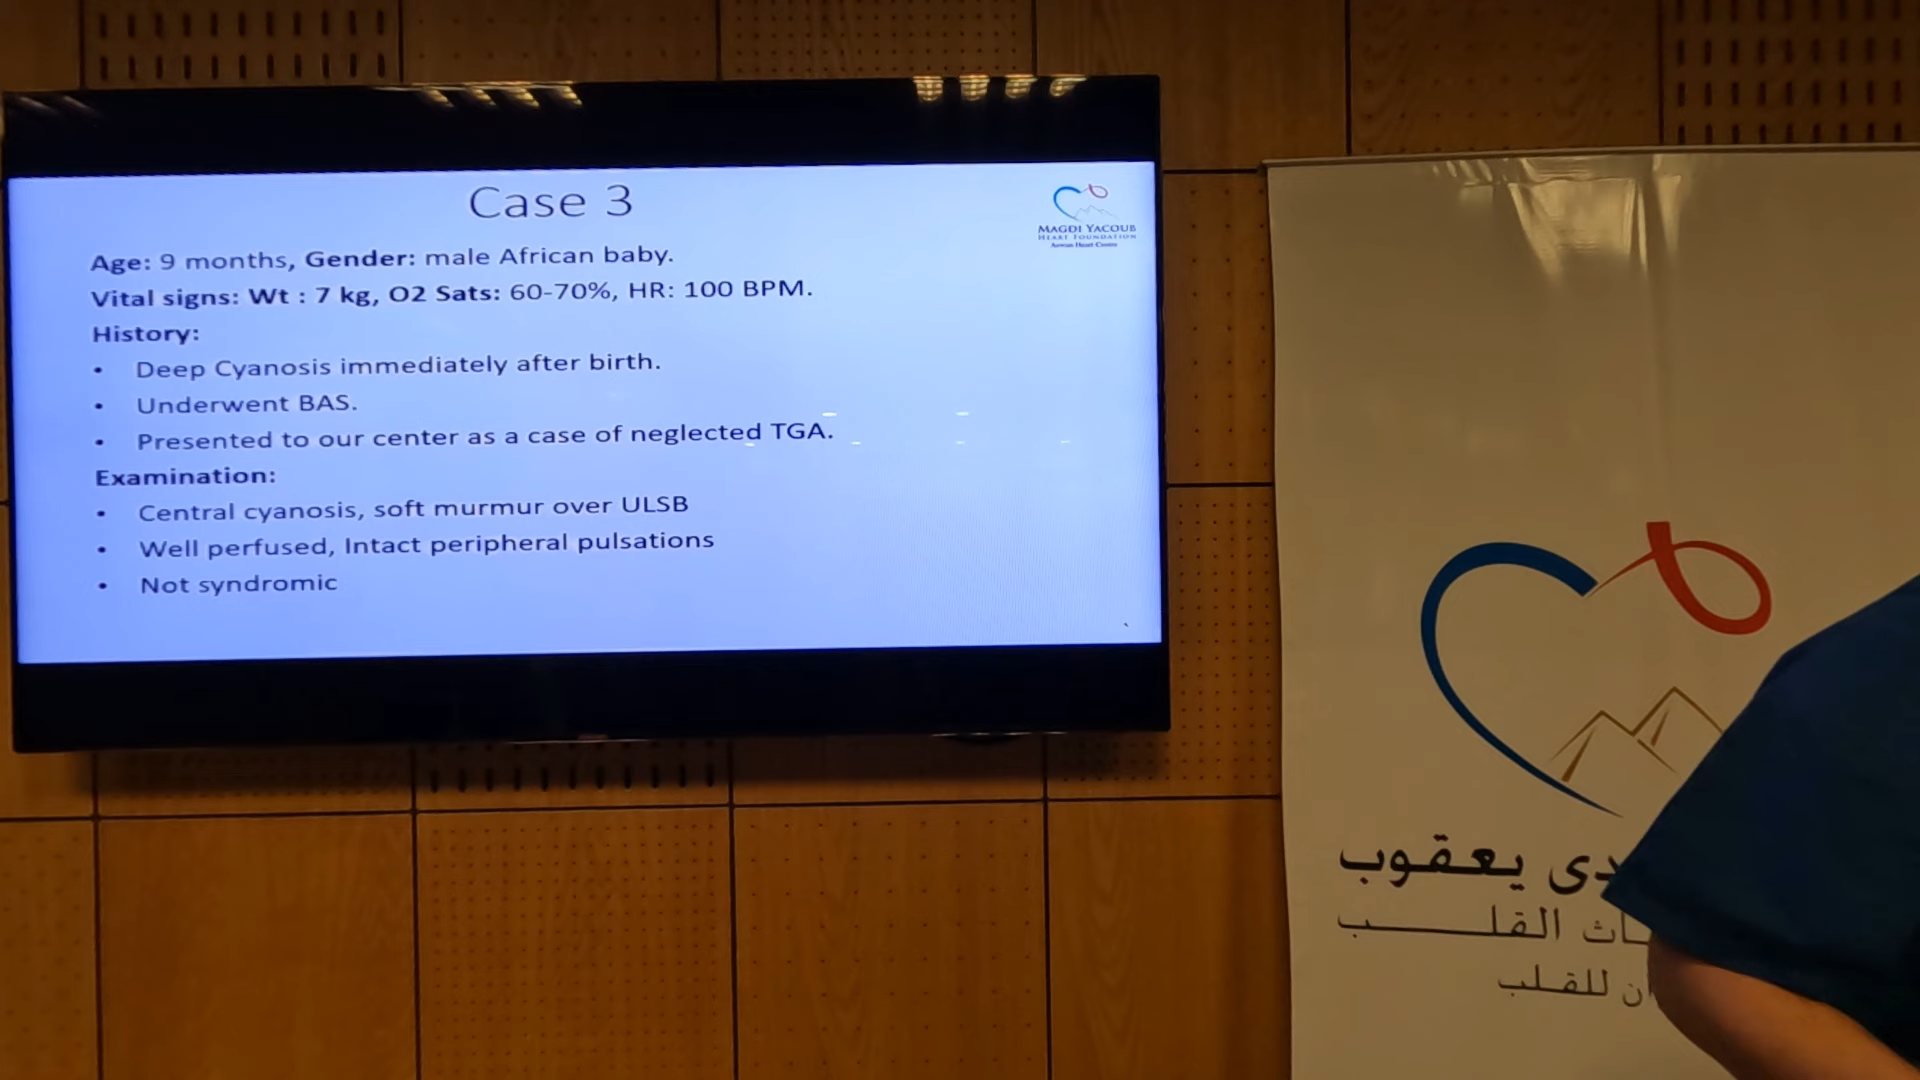 Case 3
MAGDI YACOUB
HEART FOUNDATION
Aswan Heart Centre
Age: 9 months, Gender: male African baby.
Vital signs: Wt : 7 kg, O2 Sats: 60-70%, HR: 100 BPM.
History:
• Deep Cyanosis immediately after birth.
• Underwent BAS.
• Presented to our center as a case of neglected TGA.
Examination:
• Central cyanosis, soft murmur over ULSB
• Well perfused, Intact peripheral pulsations
• Not syndromic
يعقوب
القلب
للقلب